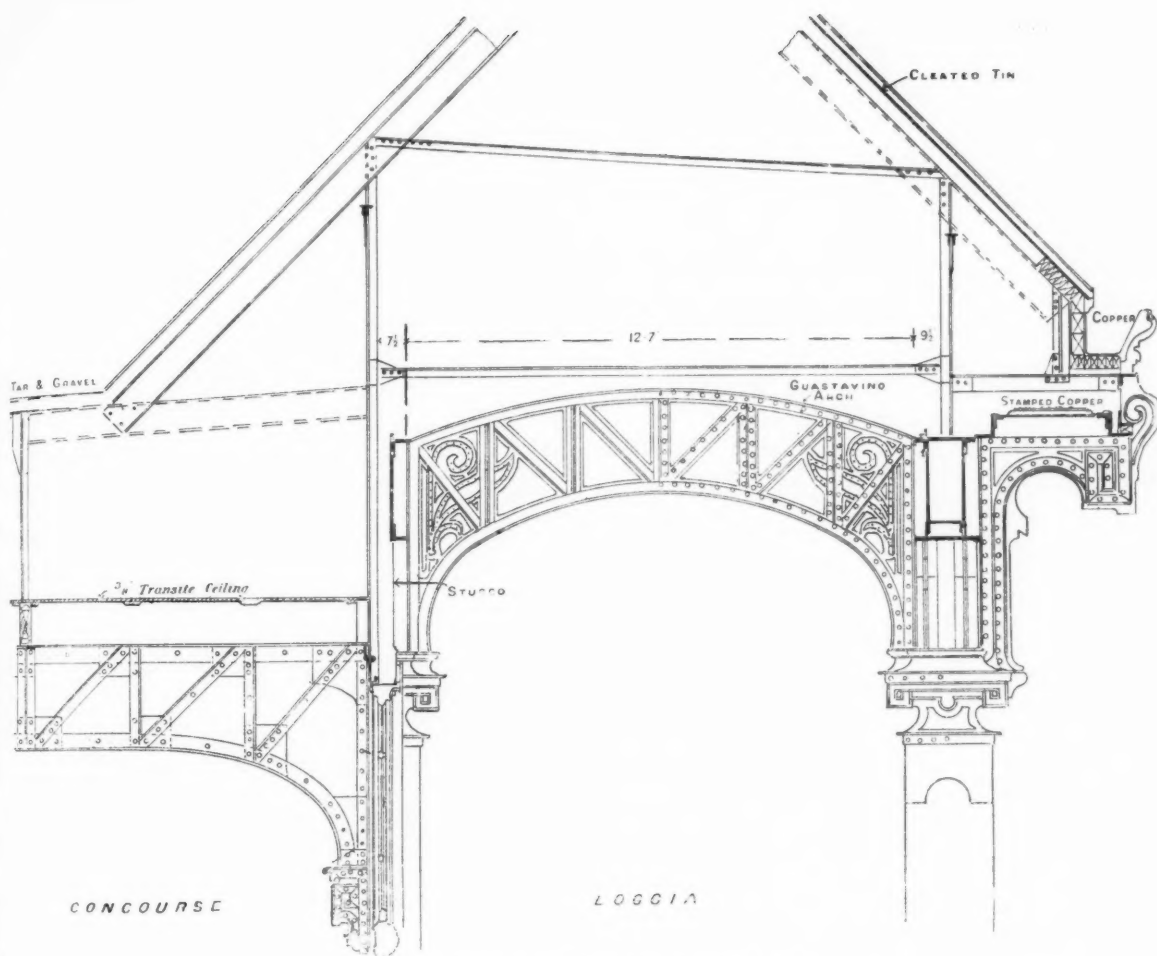 CLEATED TIN
COPPER
7½ 12-7 9½
TAR & GRAVEL
GUASTAVINO
ARCH
STAMPED COPPER
⅜" Transite Ceiling
STUCCO
CONCOURSE
LOGGIA